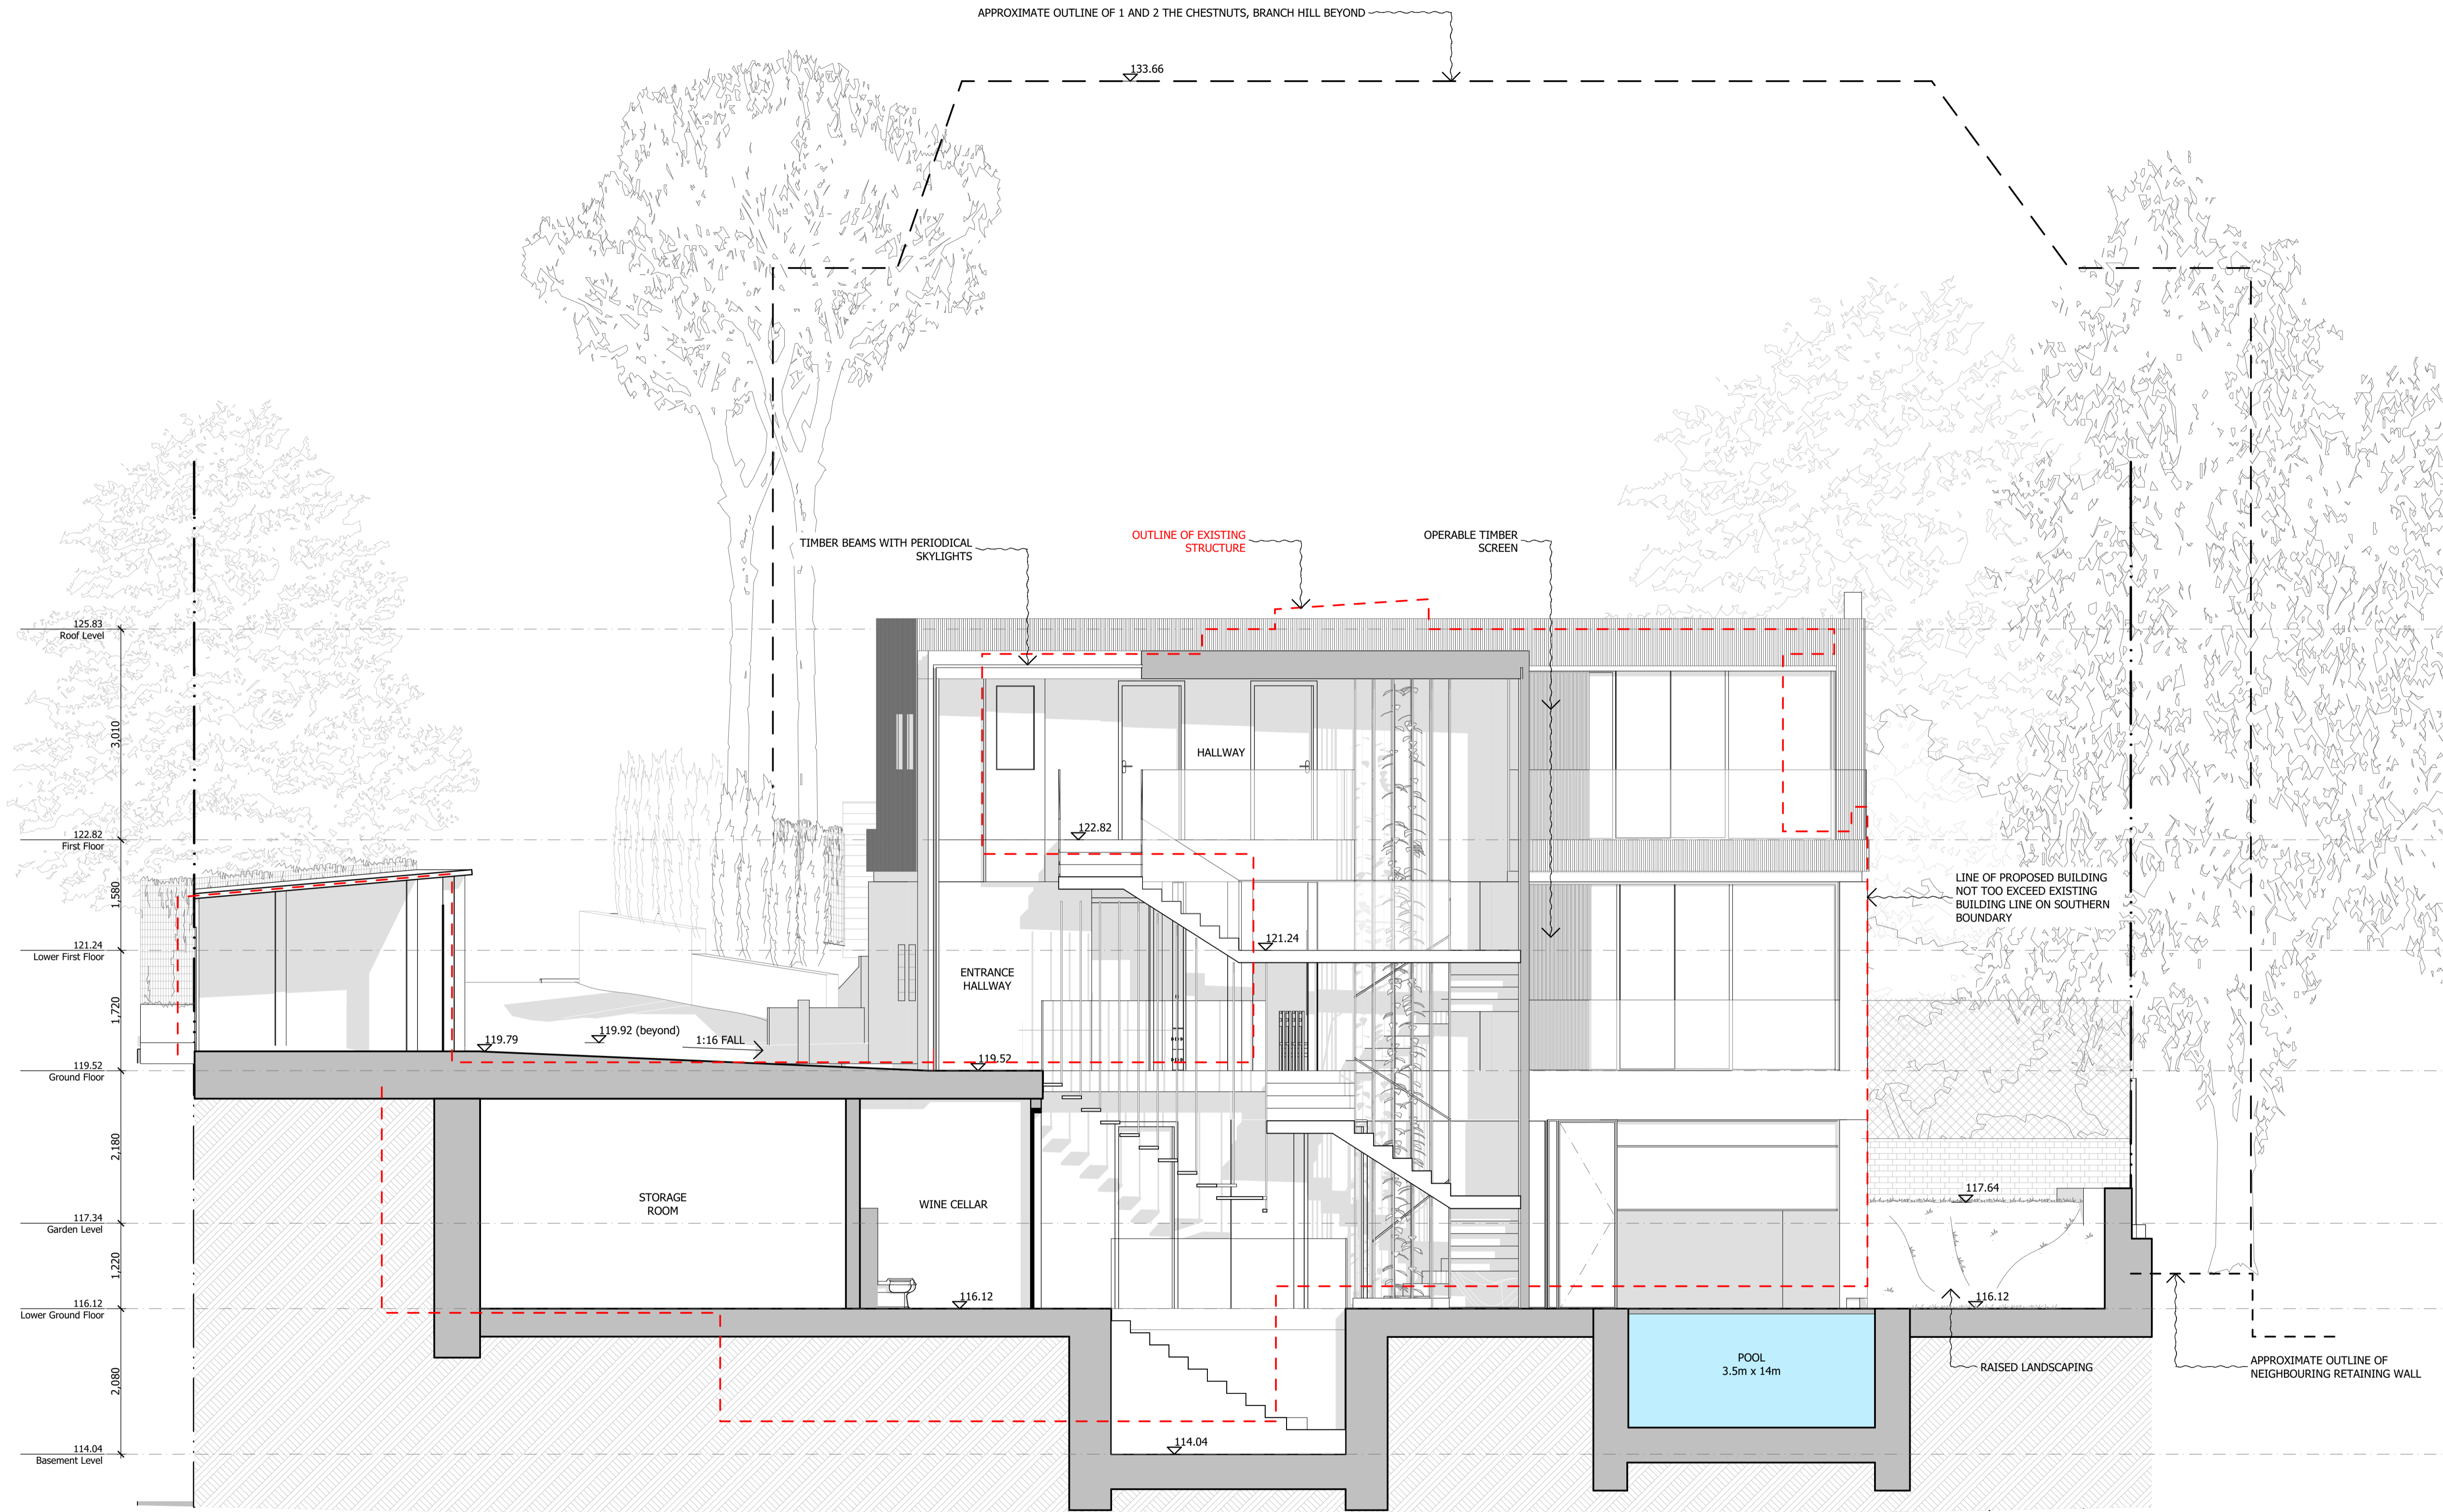 APPROXIMATE OUTLINE OF 1 AND 2 THE CHESTNUTS, BRANCH HILL BEYOND
133.66
TIMBER BEAMS WITH PERIODICAL
SKYLIGHTS
OUTLINE OF EXISTING
STRUCTURE
OPERABLE TIMBER
SCREEN
125.83
Roof Level
3,010
HALLWAY
122.82
122.82
First Floor
1,580
LINE OF PROPOSED BUILDING
NOT TOO EXCEED EXISTING
BUILDING LINE ON SOUTHERN
BOUNDARY
121.24
121.24
Lower First Floor
ENTRANCE
HALLWAY
1,720
119.79
119.92 (beyond)
1:16 FALL
119.52
119.52
Ground Floor
2,180
STORAGE
ROOM
WINE CELLAR
117.64
117.34
Garden Level
1,220
116.12
116.12
116.12
Lower Ground Floor
POOL
3.5m x 14m
RAISED LANDSCAPING
APPROXIMATE OUTLINE OF
NEIGHBOURING RETAINING WALL
2,080
114.04
114.04
Basement Level